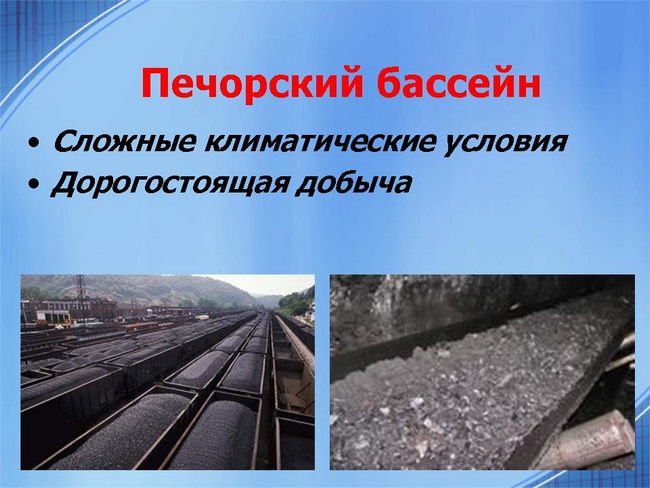 Печорский бассейн
• Сложные климатические условия
• Дорогостоящая добыча